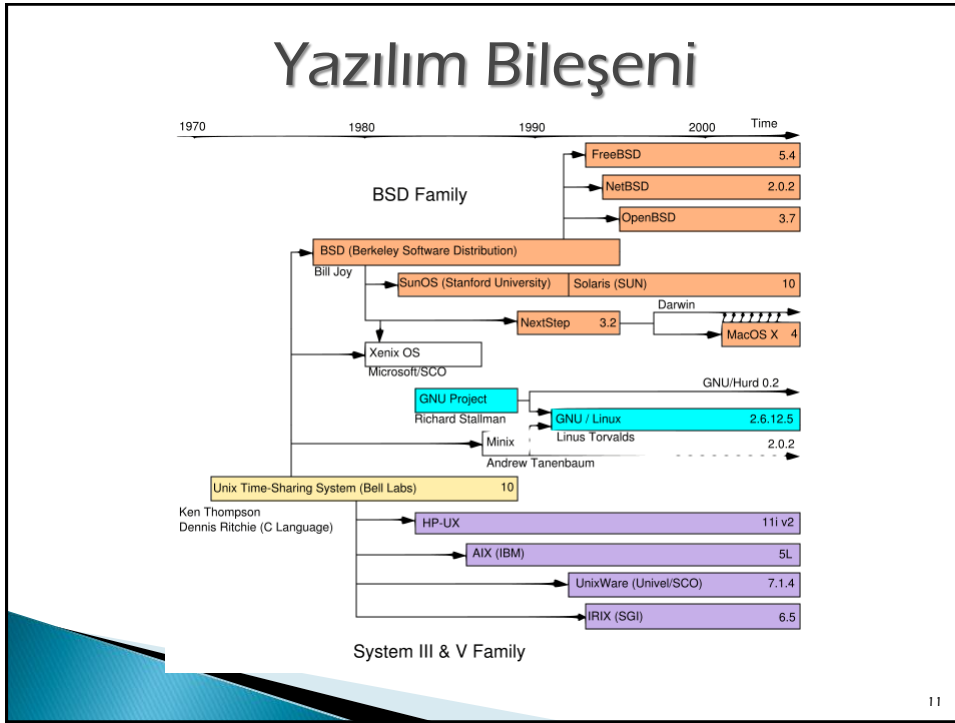 Yazılım Bileşeni
1970 1980 1990 2000 Time
FreeBSD 5.4
NetBSD 2.0.2
BSD Family
OpenBSD 3.7
BSD (Berkeley Software Distribution)
Bill Joy
SunOS (Stanford University) Solaris (SUN) 10
Darwin
NextStep 3.2
MacOS X 4
Xenix OS
Microsoft/SCO
GNU/Hurd 0.2
GNU Project
Richard Stallman
GNU / Linux 2.6.12.5
Linus Torvalds
Minix 2.0.2
Andrew Tanenbaum
Unix Time-Sharing System (Bell Labs) 10
Ken Thompson
Dennis Ritchie (C Language)
HP-UX 11i v2
AIX (IBM) 5L
UnixWare (Univel/SCO) 7.1.4
IRIX (SGI) 6.5
System III & V Family
11